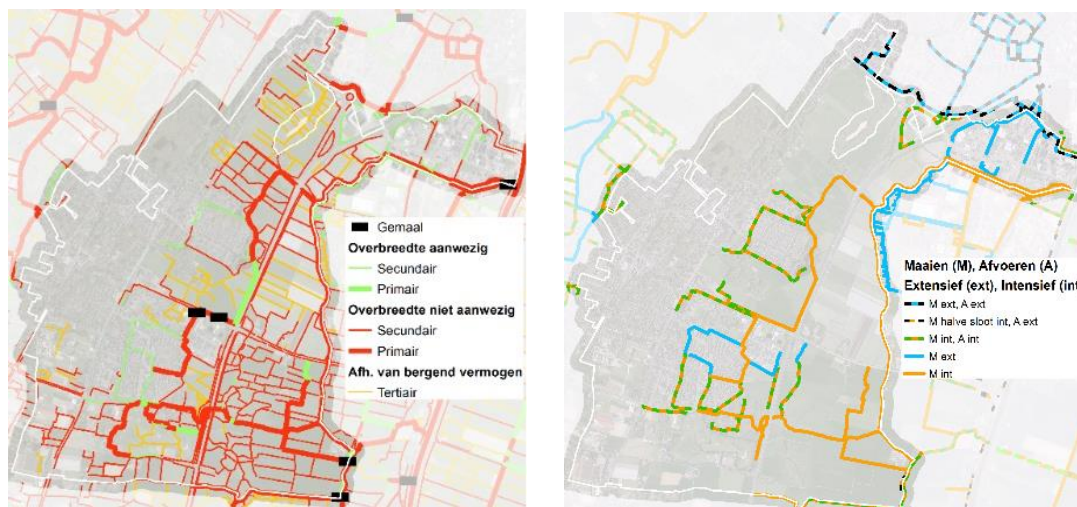 Gemaal
Overbreedte aanwezig
Secundair
Primair
Overbreedte niet aanwezig
Secundair
Primair
Afh. van bergend vermogen
Tertiair
Maaien (M), Afvoeren (A)
Extensief (ext), Intensief (int
M ext, A ext
M halve sloot int, A ext
M int, A int
M ext
M int